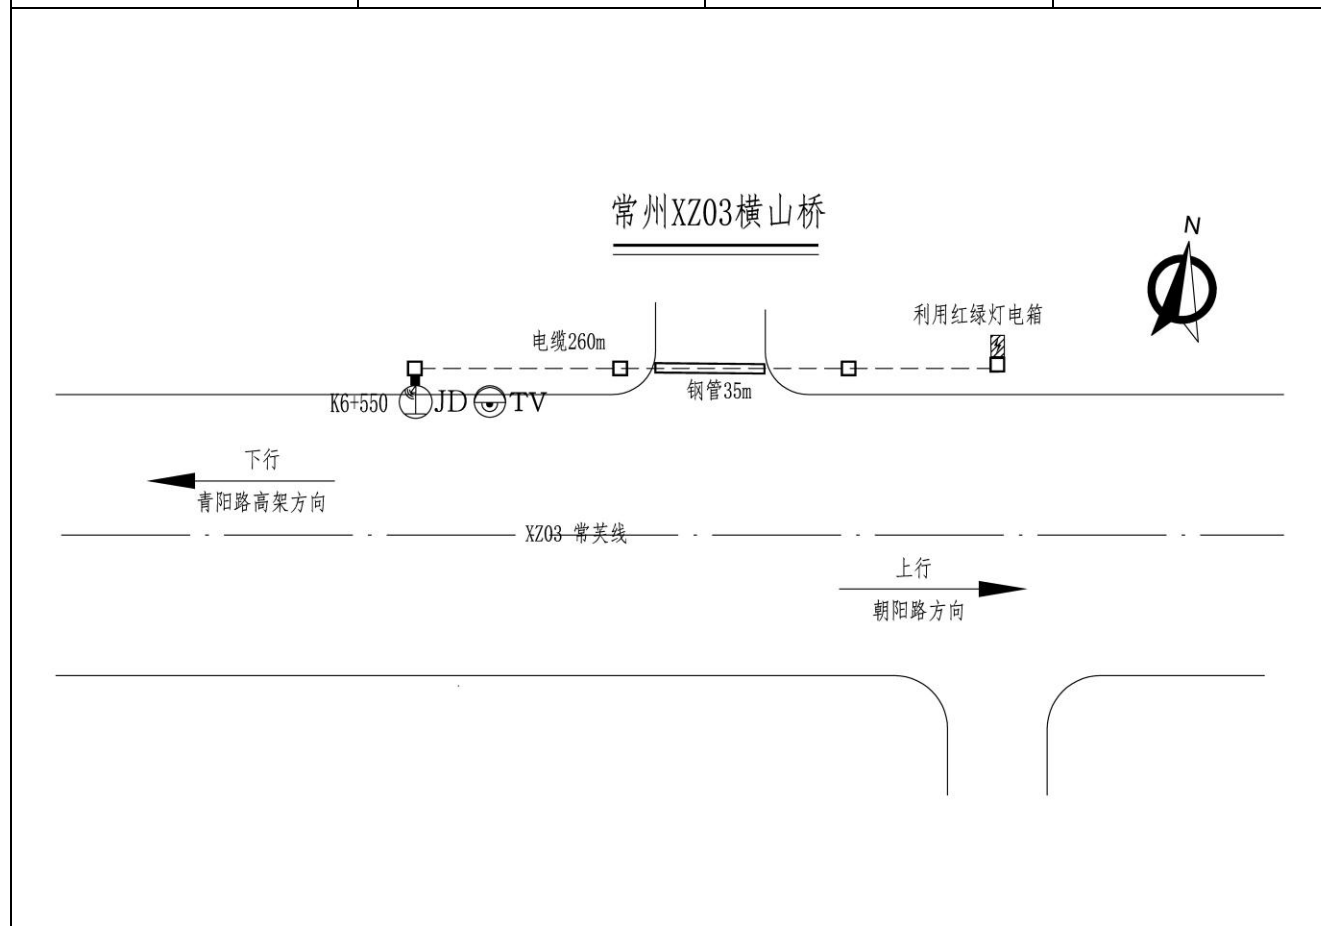 常州XZ03横山桥
N
利用红绿灯电箱
电缆260m
钢管35m
K6+550 JD TV
下行
青阳路高架方向
XZ03 常芙线
上行
朝阳路方向